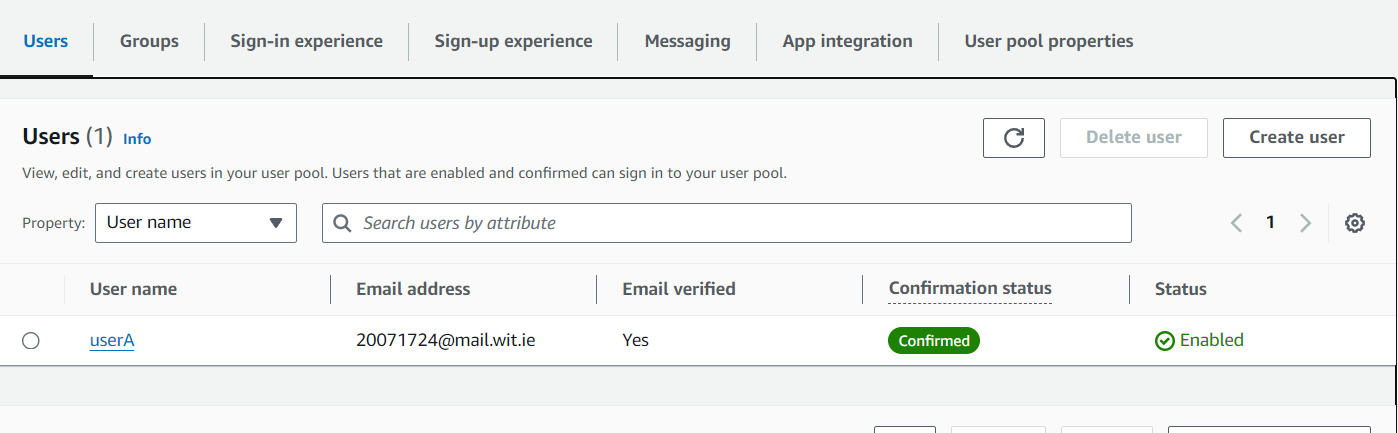 Users Groups Sign-in experience Sign-up experience Messaging App integration User pool properties
Users (1) Info
Delete user Create user
View, edit, and create users in your user pool. Users that are enabled and confirmed can sign in to your user pool.
Property: User name Search users by attribute 1
User name Email address Email verified Confirmation status Status
userA 20071724@mail.wit.ie Yes Confirmed Enabled